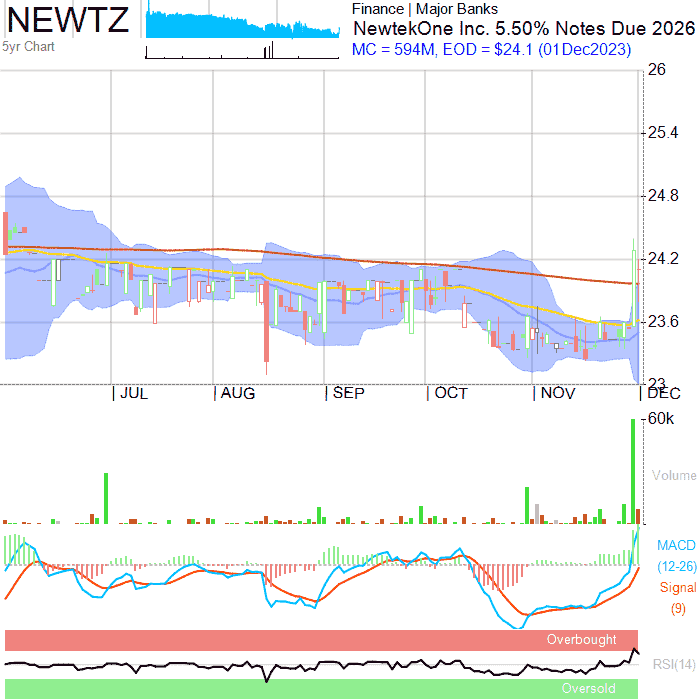 NEWTZ
5yr Chart
Finance | Major Banks
NewtekOne Inc. 5.50% Notes Due 2026
MC = 594M, EOD = $24.1 (01Dec2023)
26
25.4
24.8
24.2
23.6
23
JUL
AUG
SEP
OCT
NOV
DEC
60k
Volume
MACD
(12-26)
Signal
(9)
Overbought
RSI(14)
Oversold